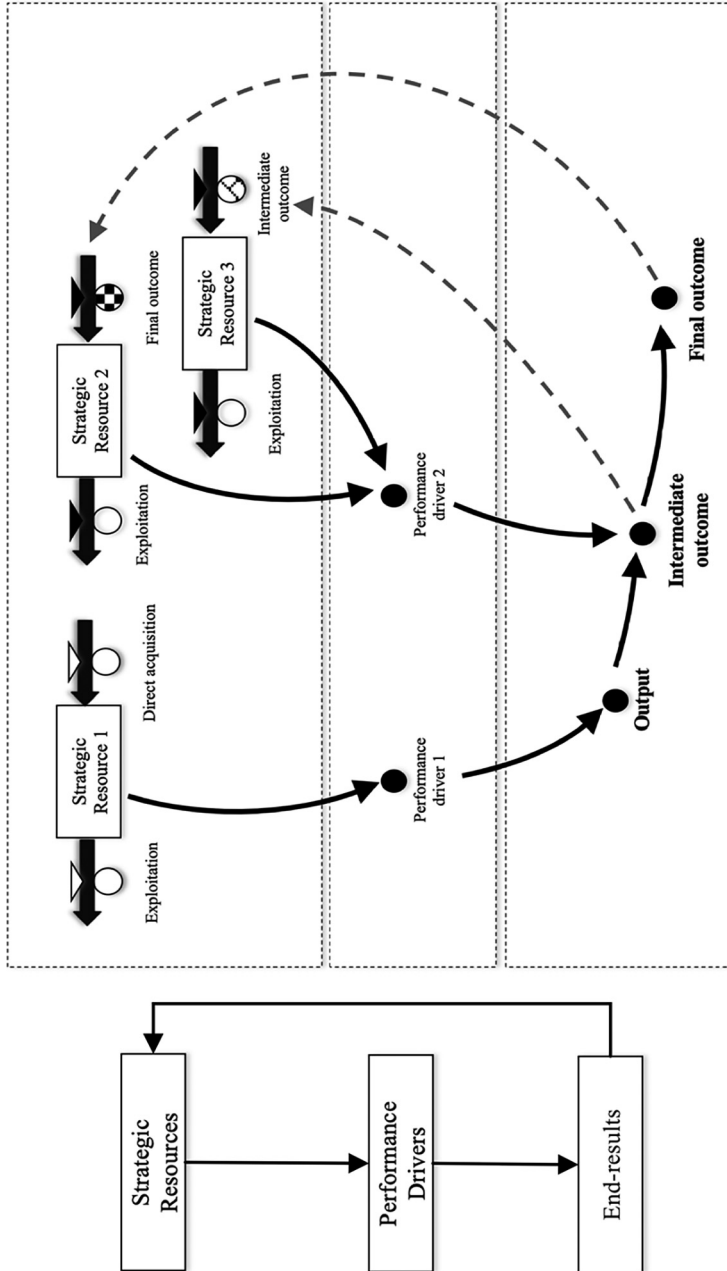 Strategic
Resources
Performance
Drivers
End-results
Exploitation
Strategic
Resource 1
Direct acquisition
Exploitation
Strategic
Resource 2
Final outcome
Exploitation
Strategic
Resource 3
Intermediate
outcome
Performance
driver 1
Performance
driver 2
Output
Intermediate
outcome
Final outcome